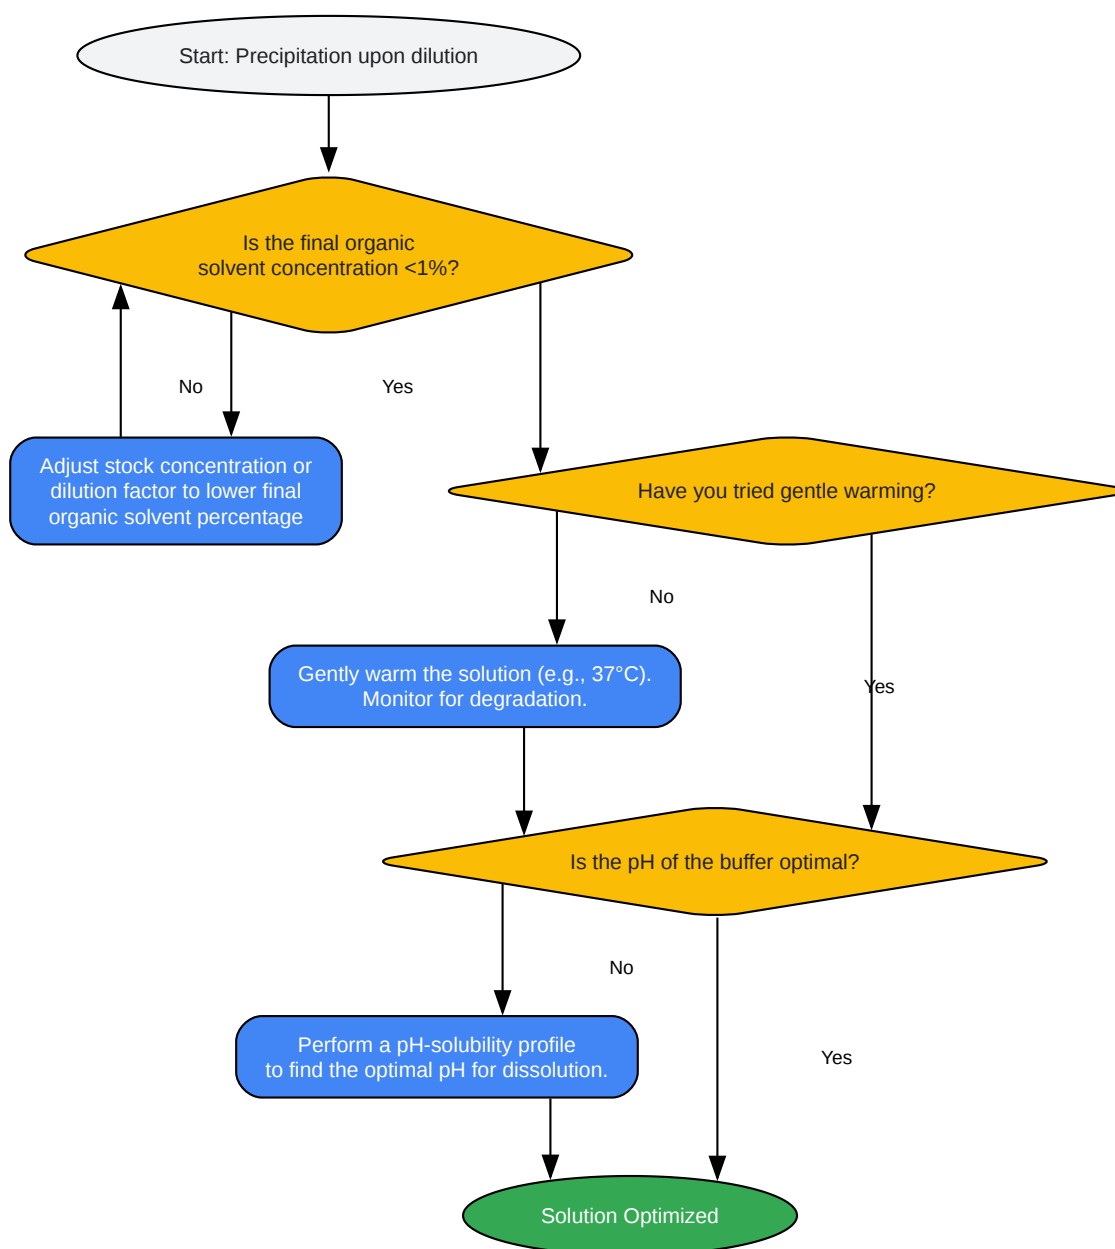 Start: Precipitation upon dilution
Is the final organic
solvent concentration <1%?
No
Yes
Adjust stock concentration or
dilution factor to lower final
organic solvent percentage
Have you tried gentle warming?
No
Gently warm the solution (e.g., 37°C).
Monitor for degradation.
Yes
Is the pH of the buffer optimal?
No
Perform a pH-solubility profile
to find the optimal pH for dissolution.
Yes
Solution Optimized